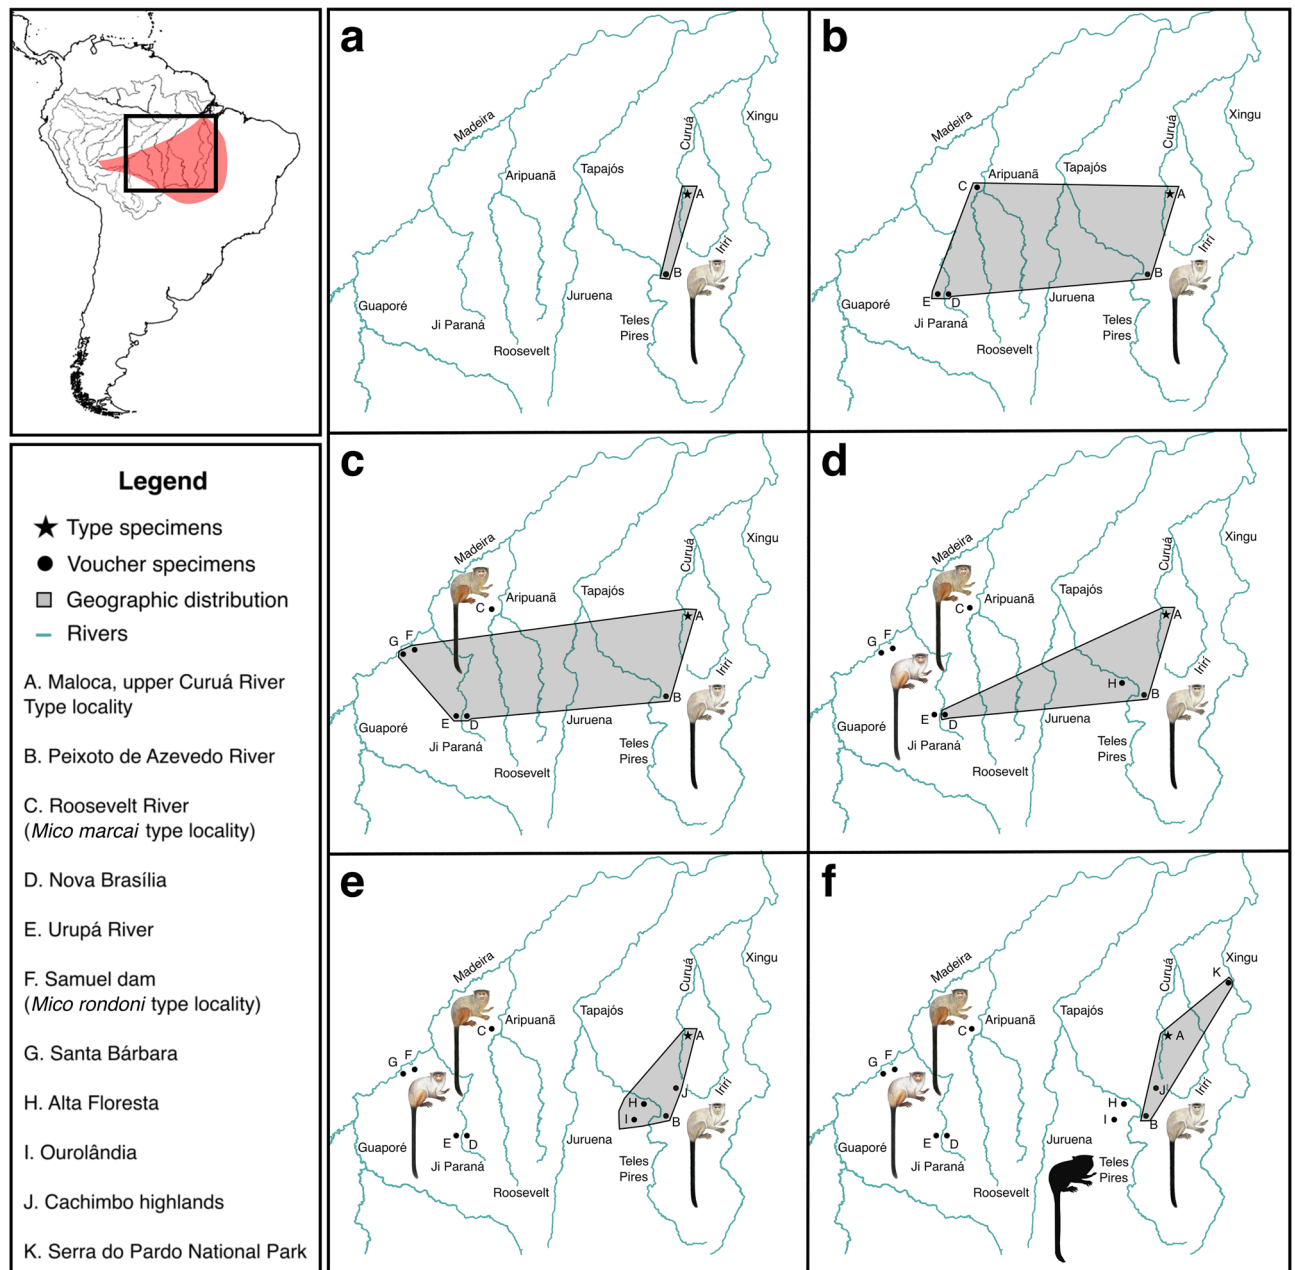 Legend
Type specimens
Voucher specimens
Geographic distribution
Rivers
A. Maloca, upper Curuá River
Type locality
B. Peixoto de Azevedo River
C. Roosevelt River
(Mico marcai type locality)
D. Nova Brasília
E. Urupá River
F. Samuel dam
(Mico rondoni type locality)
G. Santa Bárbara
H. Alta Floresta
I. Ourolândia
J. Cachimbo highlands
K. Serra do Pardo National Park
a
Madeira
Aripuanã
Tapajós
Curuá
Xingu
A
Irirí
B
Guaporé
Ji Paraná
Juruena
Roosevelt
Teles
Pires
b
Madeira
C
Aripuanã
Tapajós
Curuá
Xingu
A
Irirí
B
Guaporé
E
D
Ji Paraná
Juruena
Roosevelt
Teles
Pires
c
Madeira
C
Aripuanã
Tapajós
Curuá
Xingu
A
G
F
Irirí
B
Guaporé
E
D
Ji Paraná
Juruena
Roosevelt
Teles
Pires
d
Madeira
C
Aripuanã
Tapajós
Curuá
Xingu
A
G
F
Irirí
H
B
Guaporé
E
D
Ji Paraná
Juruena
Roosevelt
Teles
Pires
e
Madeira
C
Aripuanã
Tapajós
Curuá
Xingu
A
G
F
Irirí
J
H
I
B
Guaporé
E
D
Ji Paraná
Juruena
Roosevelt
Teles
Pires
f
Madeira
C
Aripuanã
Tapajós
Curuá
Xingu
K
A
G
F
Irirí
J
H
I
B
Guaporé
E
D
Ji Paraná
Juruena
Roosevelt
Teles
Pires